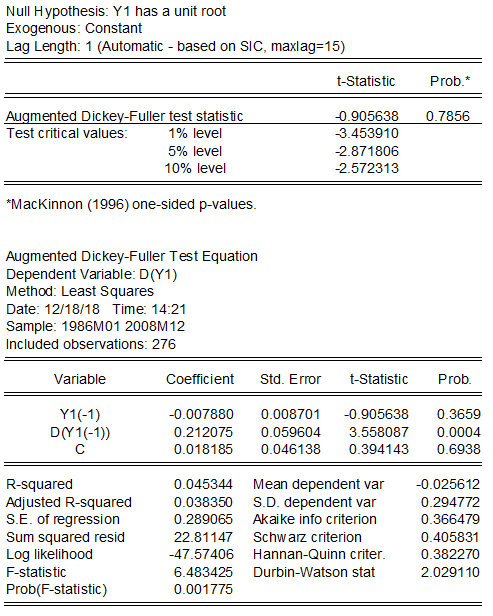 Null Hypothesis: Y1 has a unit root
Exogenous: Constant
Lag Length: 1 (Automatic - based on SIC, maxlag=15)
t-Statistic Prob.*
Augmented Dickey-Fuller test statistic -0.905638 0.7856
Test critical values: 1% level -3.453910
5% level -2.871806
10% level -2.572313
*MacKinnon (1996) one-sided p-values.
Augmented Dickey-Fuller Test Equation
Dependent Variable: D(Y1)
Method: Least Squares
Date: 12/18/18 Time: 14:21
Sample: 1986M01 2008M12
Included observations: 276
Variable Coefficient Std. Error t-Statistic Prob.
Y1(-1) -0.007880 0.008701 -0.905638 0.3659
D(Y1(-1)) 0.212075 0.059604 3.558087 0.0004
C 0.018185 0.046138 0.394143 0.6938
R-squared 0.045344 Mean dependent var -0.025612
Adjusted R-squared 0.038350 S.D. dependent var 0.294772
S.E. of regression 0.289065 Akaike info criterion 0.366479
Sum squared resid 22.81147 Schwarz criterion 0.405831
Log likelihood -47.57406 Hannan-Quinn criter. 0.382270
F-statistic 6.483425 Durbin-Watson stat 2.029110
Prob(F-statistic) 0.001775